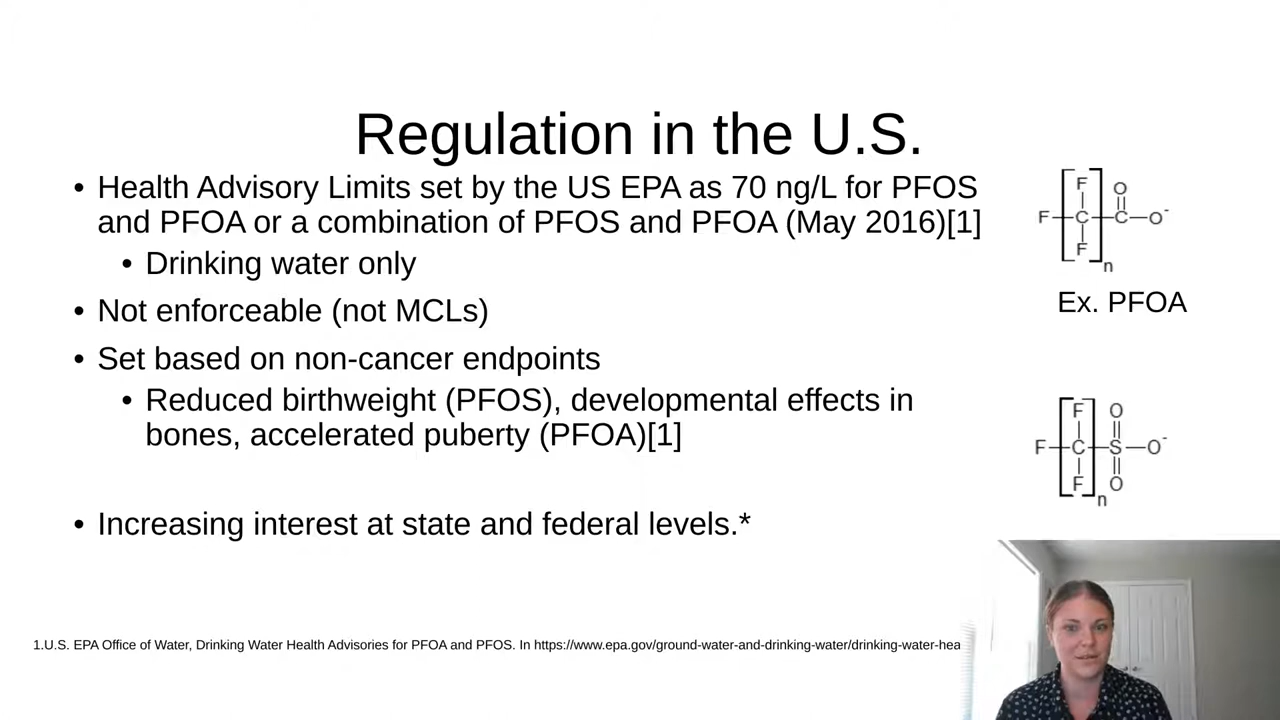 Regulation in the U.S.
• Health Advisory Limits set by the US EPA as 70 ng/L for PFOS
and PFOA or a combination of PFOS and PFOA (May 2016)[1]
• Drinking water only
• Not enforceable (not MCLs)
• Set based on non-cancer endpoints
• Reduced birthweight (PFOS), developmental effects in
bones, accelerated puberty (PFOA)[1]
• Increasing interest at state and federal levels.*
F O
F C C O-
F
n
Ex. PFOA
F O
F C S O-
F O
n
1.U.S. EPA Office of Water, Drinking Water Health Advisories for PFOA and PFOS. In https://www.epa.gov/ground-water-and-drinking-water/drinking-water-hea